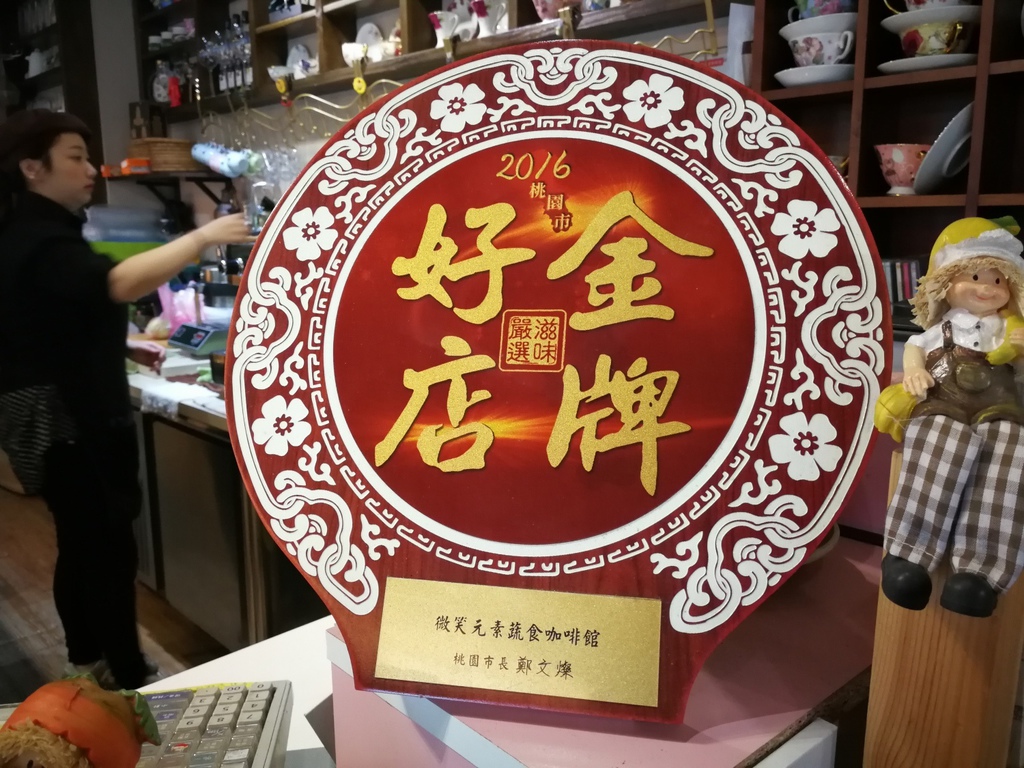 2016
桃園市
金牌
好店
滋味
嚴選
微笑元素蔬食咖啡館
桃園市長 鄭文燦